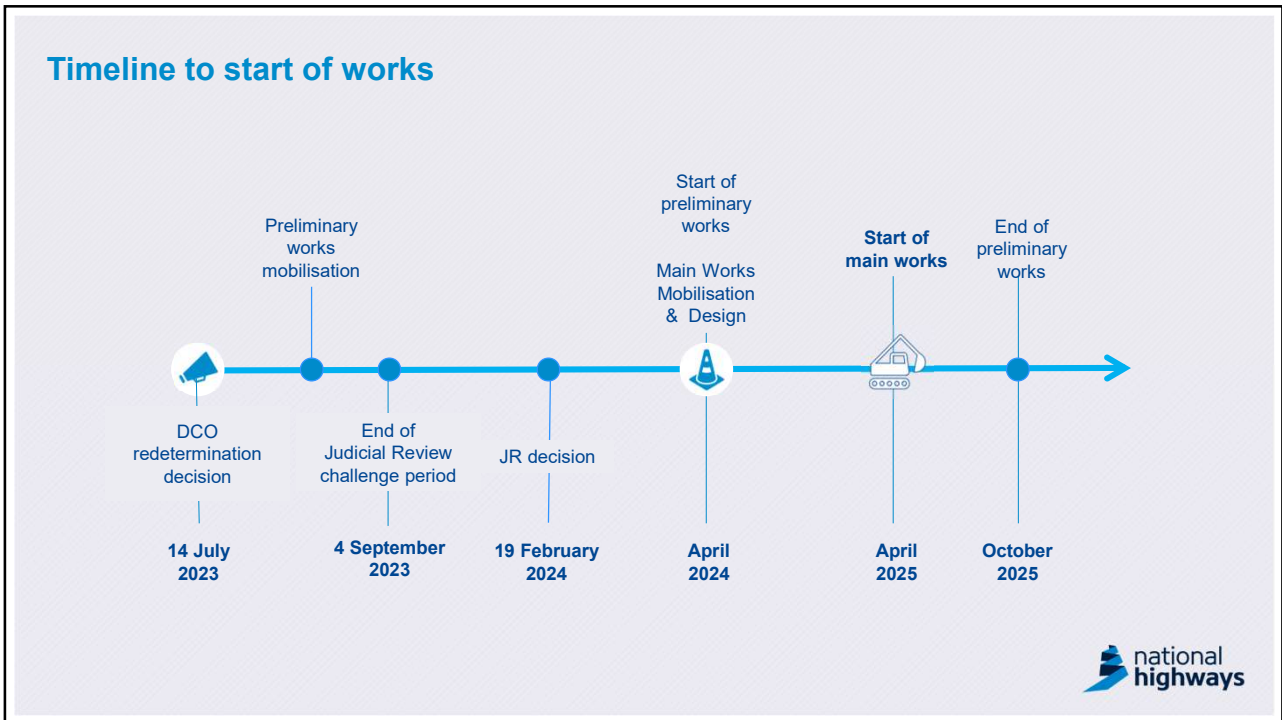 Timeline to start of works
Preliminary
works
mobilisation
Start of
preliminary
works
Main Works
Mobilisation
& Design
Start of
main works
End of
preliminary
works
DCO
redetermination
decision
End of
Judicial Review
challenge period
JR decision
14 July
2023
4 September
2023
19 February
2024
April
2024
April
2025
October
2025
national
highways